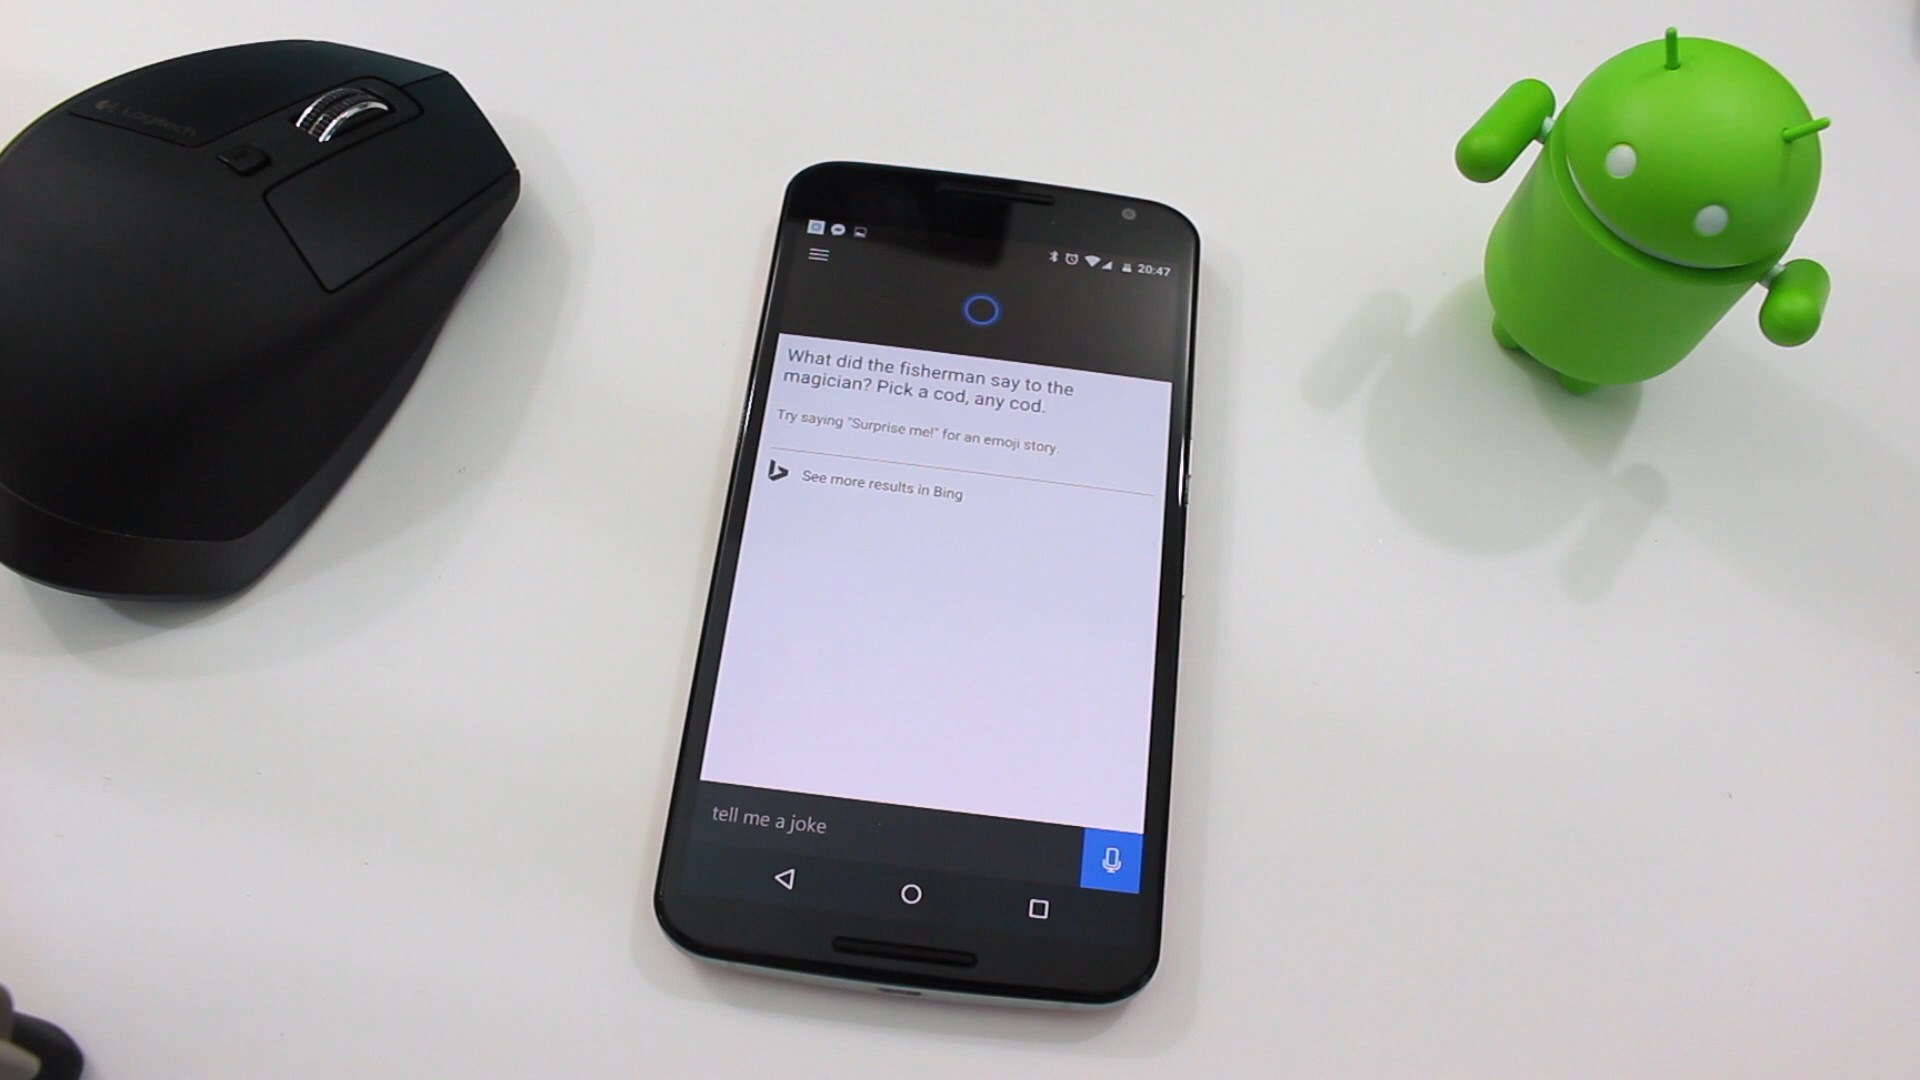 Logitech
20:47
What did the fisherman say to the
magician? Pick a cod, any cod.
Try saying "Surprise me!" for an emoji story.
See more results in Bing
tell me a joke